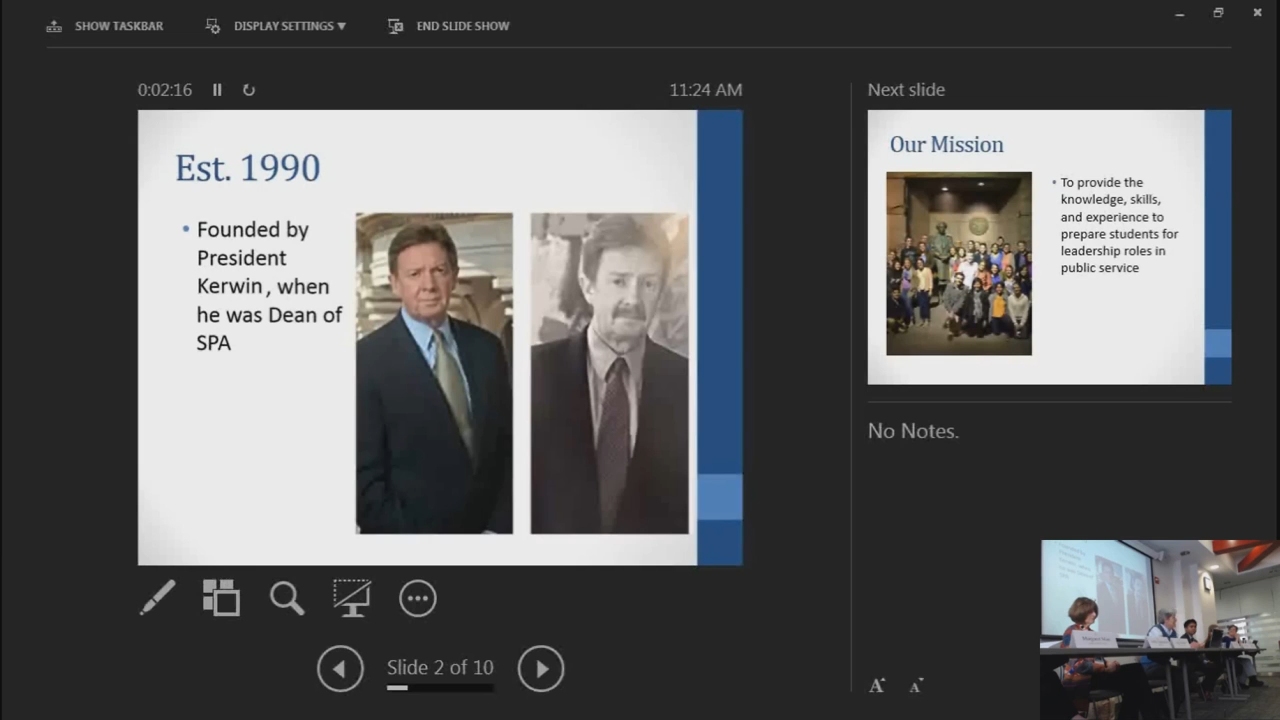 SHOW TASKBAR
DISPLAY SETTINGS ▼
END SLIDE SHOW
0:02:16
11:24 AM
Est. 1990
• Founded by
President
Kerwin, when
he was Dean of
SPA
Slide 2 of 10
Next slide
Our Mission
• To provide the
knowledge, skills,
and experience to
prepare students for
leadership roles in
public service
No Notes.
A A